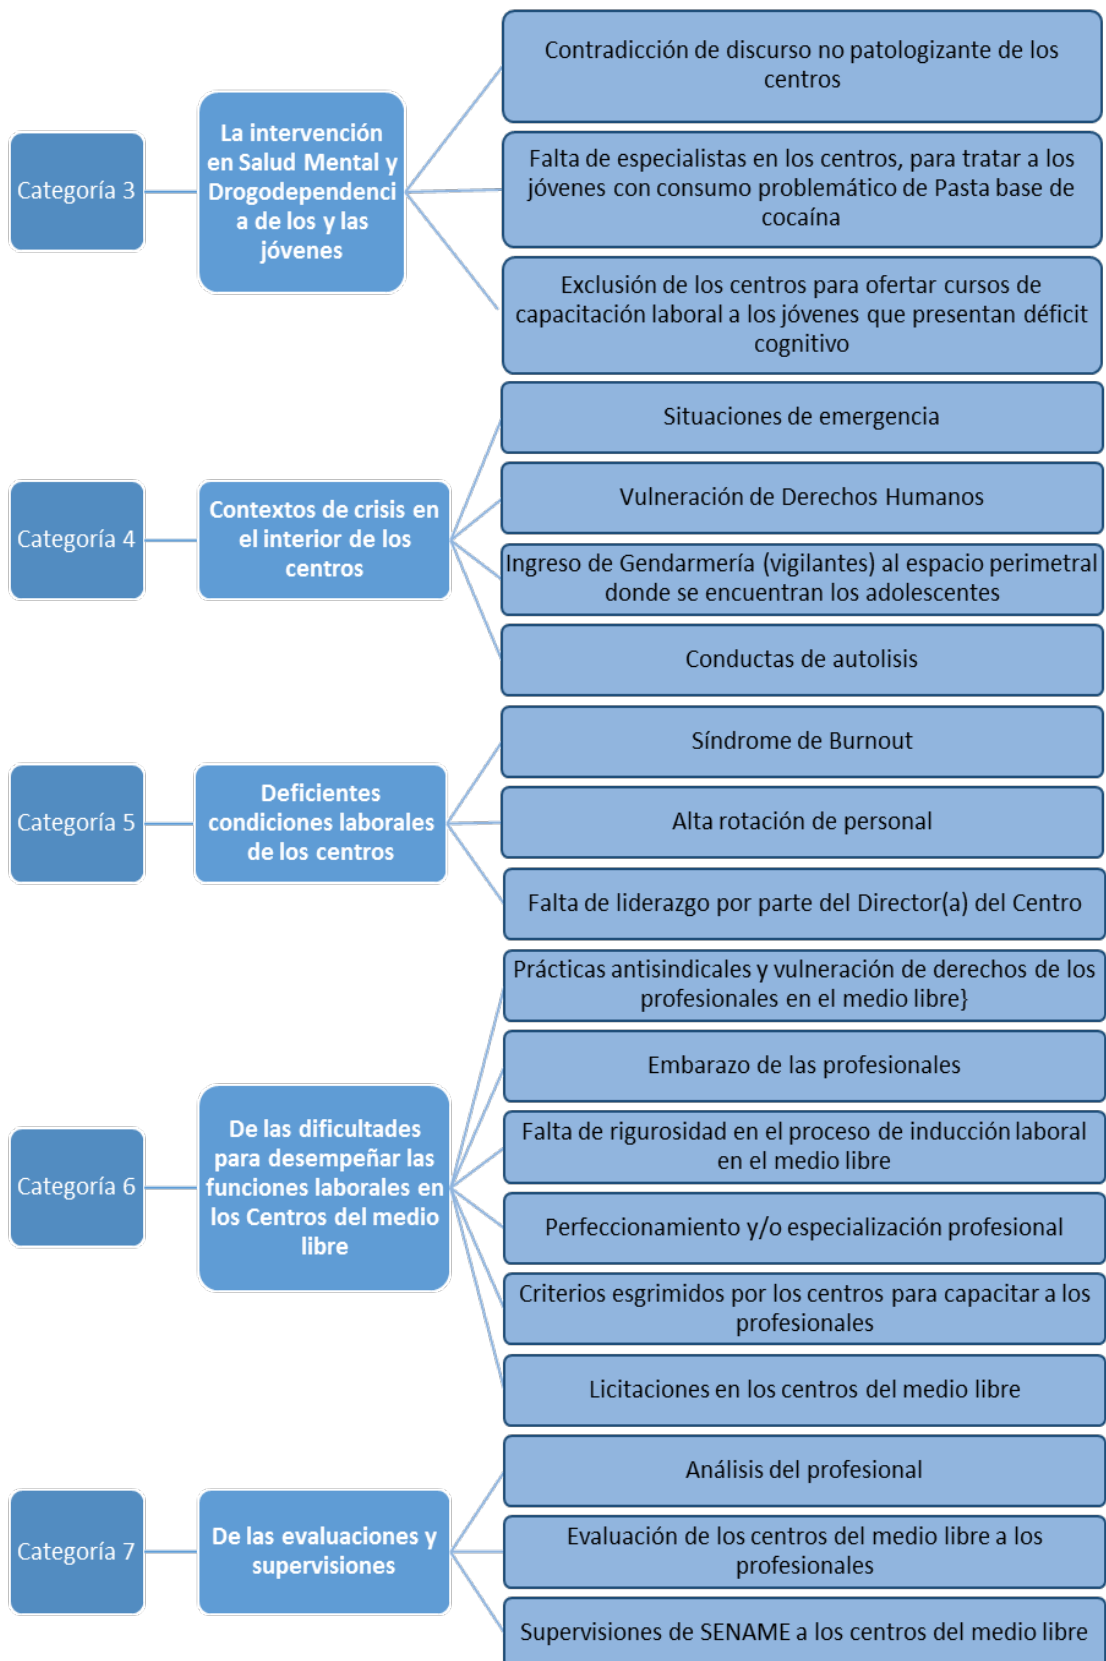 Categoría 3
La intervención
en Salud Mental y
Drogodependenci
a de los y las
jóvenes
Contradicción de discurso no patologizante de los
centros
Falta de especialistas en los centros, para tratar a los
jóvenes con consumo problemático de Pasta base de
cocaína
Exclusión de los centros para ofertar cursos de
capacitación laboral a los jóvenes que presentan déficit
cognitivo
Categoría 4
Contextos de crisis en
el interior de los
centros
Situaciones de emergencia
Vulneración de Derechos Humanos
Ingreso de Gendarmería (vigilantes) al espacio perimetral
donde se encuentran los adolescentes
Conductas de autolisis
Categoría 5
Deficientes
condiciones laborales
de los centros
Síndrome de Burnout
Alta rotación de personal
Falta de liderazgo por parte del Director(a) del Centro
Categoría 6
De las dificultades
para desempeñar las
funciones laborales en
los Centros del medio
libre
Prácticas antisindicales y vulneración de derechos de los
profesionales en el medio libre}
Embarazo de las profesionales
Falta de rigurosidad en el proceso de inducción laboral
en el medio libre
Perfeccionamiento y/o especialización profesional
Criterios esgrimidos por los centros para capacitar a los
profesionales
Licitaciones en los centros del medio libre
Categoría 7
De las evaluaciones y
supervisiones
Análisis del profesional
Evaluación de los centros del medio libre a los
profesionales
Supervisiones de SENAME a los centros del medio libre